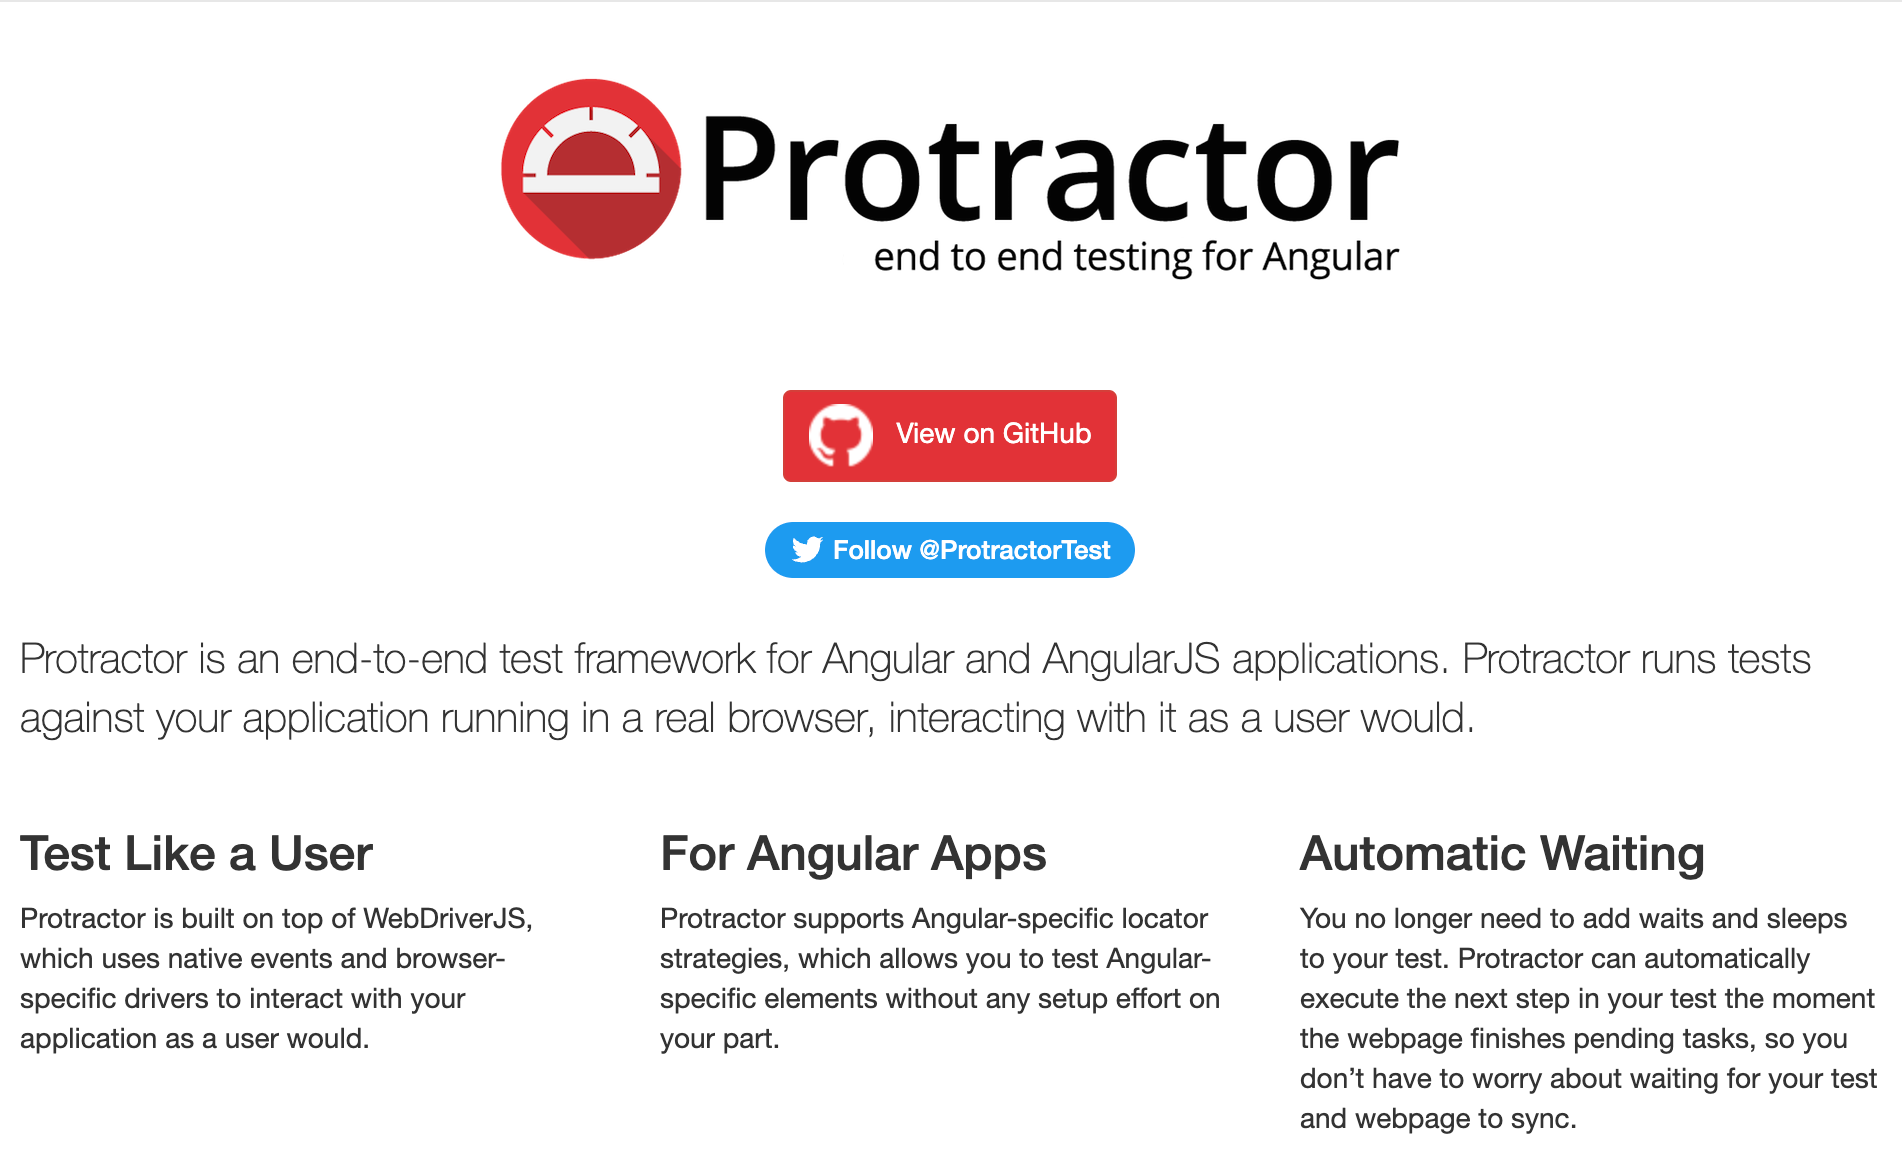 Protractor
end to end testing for Angular
View on GitHub
Follow @ProtractorTest
Protractor is an end-to-end test framework for Angular and AngularJS applications. Protractor runs tests
against your application running in a real browser, interacting with it as a user would.
Test Like a User
Protractor is built on top of WebDriverJS,
which uses native events and browser-
specific drivers to interact with your
application as a user would.
For Angular Apps
Protractor supports Angular-specific locator
strategies, which allows you to test Angular-
specific elements without any setup effort on
your part.
Automatic Waiting
You no longer need to add waits and sleeps
to your test. Protractor can automatically
execute the next step in your test the moment
the webpage finishes pending tasks, so you
don’t have to worry about waiting for your test
and webpage to sync.